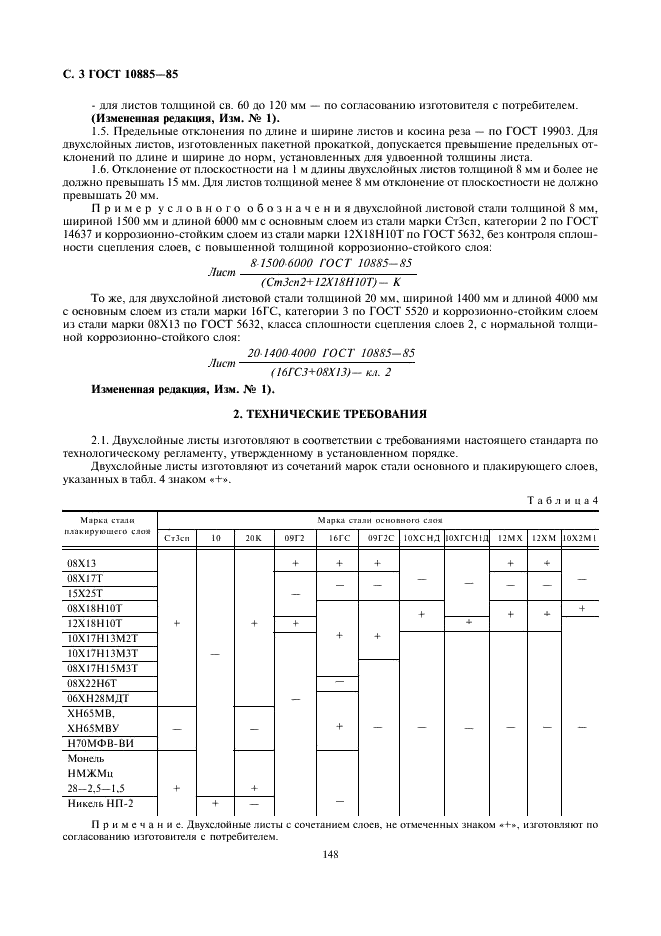 С. 3 ГОСТ 10885—85
- для листов толщиной св. 60 до 120 мм — по согласованию изготовителя с потребителем.
(Измененная редакция, Изм. № 1).
1.5. Предельные отклонения по длине и ширине листов и косина реза — по ГОСТ 19903. Для
двухслойных листов, изготовленных пакетной прокаткой, допускается превышение предельных от-
клонений по длине и ширине до норм, установленных для удвоенной толщины листа.
1.6. Отклонение от плоскостности на 1 м длины двухслойных листов толщиной 8 мм и более не
должно превышать 15 мм. Для листов толщиной менее 8 мм отклонение от плоскостности не должно
превышать 20 мм.
Пример условного обозначения двухслойной листовой стали толщиной 8 мм,
шириной 1500 мм и длиной 6000 мм с основным слоем из стали марки Ст3сп, категории 2 по ГОСТ
14637 и коррозионно-стойким слоем из стали марки 12Х18Н10Т по ГОСТ 5632, без контроля сплош-
ности сцепления слоев, с повышенной толщиной коррозионно-стойкого слоя:
8·1500·6000 ГОСТ 10885—85
Лист
(Ст3сп2+12Х18Н10Т)— К
То же, для двухслойной листовой стали толщиной 20 мм, шириной 1400 мм и длиной 4000 мм
с основным слоем из стали марки 16ГС, категории 3 по ГОСТ 5520 и коррозионно-стойким слоем
из стали марки 08Х13 по ГОСТ 5632, класса сплошности сцепления слоев 2, с нормальной толщи-
ной коррозионно-стойкого слоя:
20·1400·4000 ГОСТ 10885—85
Лист
(16ГС3+08Х13)— кл. 2
Измененная редакция, Изм. № 1).
2. ТЕХНИЧЕСКИЕ ТРЕБОВАНИЯ
2.1. Двухслойные листы изготовляют в соответствии с требованиями настоящего стандарта по
технологическому регламенту, утвержденному в установленном порядке.
Двухслойные листы изготовляют из сочетаний марок стали основного и плакирующего слоев,
указанных в табл. 4 знаком «+».
Таблица 4
Марка стали
плакирующего слоя
Марка стали основного слоя
Ст3сп 10 20К 09Г2 16ГС 09Г2С 10ХСНД 10ХГСН1Д 12МХ 12ХМ 10Х2М1
08Х13 + + + + +
08Х17Т — — — — — — —
15Х25Т —
08Х18Н10Т + + + +
12Х18Н10Т + + + +
10Х17Н13М2Т + +
10Х17Н13М3Т —
08Х17Н15М3Т
08Х22Н6Т —
06ХН28МДТ —
ХН65МВ,
ХН65МВУ — — + — — — — — —
Н70МФВ-ВИ
Монель
НМЖМц
28—2,5—1,5 + +
Никель НП-2 + — —
Примечание. Двухслойные листы с сочетанием слоев, не отмеченных знаком «+», изготовляют по
согласованию изготовителя с потребителем.
148